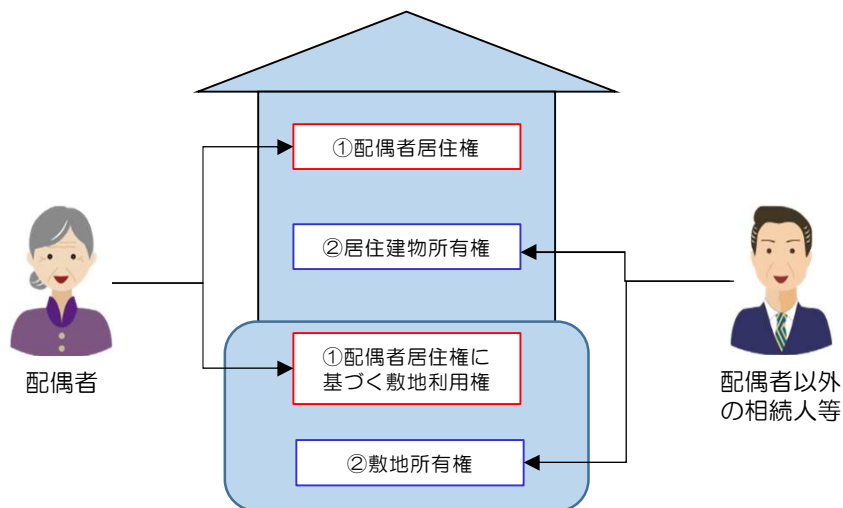 ①配偶者居住権
②居住建物所有権
①配偶者居住権に
基づく敷地利用権
②敷地所有権
配偶者
配偶者以外
の相続人等